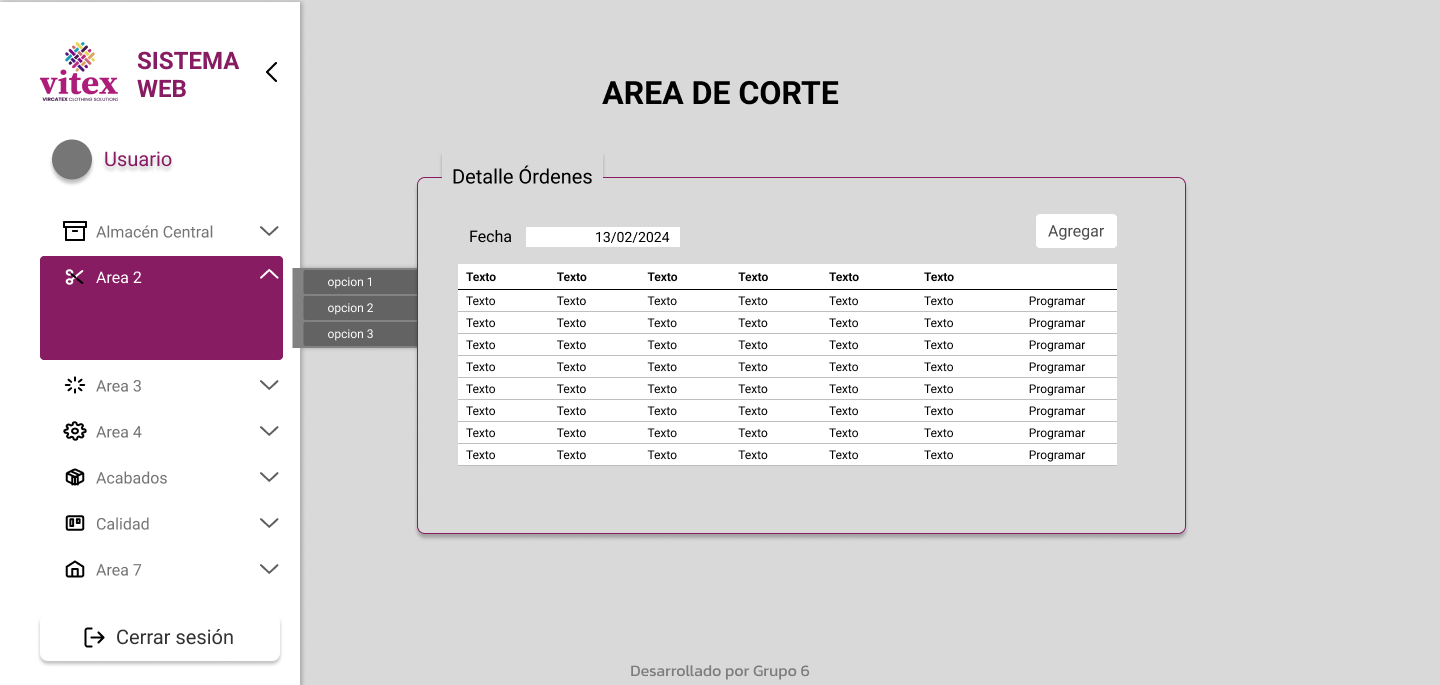 vitex
VIRCATEX CLOTHING SOLUTIONS
SISTEMA
WEB
Usuario
Almacén Central
Area 2
opcion 1
opcion 2
opcion 3
Area 3
Area 4
Acabados
Calidad
Area 7
Cerrar sesión
AREA DE CORTE
Detalle Órdenes
Fecha 13/02/2024 Agregar
Texto Texto Texto Texto Texto Texto
Texto Texto Texto Texto Texto Texto Programar
Texto Texto Texto Texto Texto Texto Programar
Texto Texto Texto Texto Texto Texto Programar
Texto Texto Texto Texto Texto Texto Programar
Texto Texto Texto Texto Texto Texto Programar
Texto Texto Texto Texto Texto Texto Programar
Texto Texto Texto Texto Texto Texto Programar
Texto Texto Texto Texto Texto Texto Programar
Desarrollado por Grupo 6